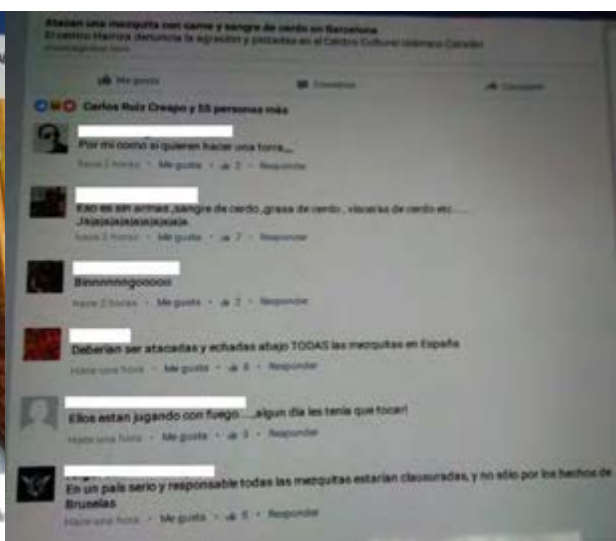 Atacan una mezquita con carne y sangre de cerdo en Barcelona
El centro Hamza denuncia la agresión y pintadas en el Centro Cultural Islámico Catalán
Me gusta Comentar Compartir
Carlos Ruiz Crespo y 55 personas más
Por mi como si quieren hacer una torra,,,
hace 2 horas · Me gusta · 2 · Responder
Eso es sin armas ,sangre de cerdo ,grasa de cerdo , visceras de cerdo etc .....
Jajajajajajajajajajaja.
hace 2 horas · Me gusta · 7 · Responder
Binnnnnngooooo
hace 2 horas · Me gusta · 2 · Responder
Deberían ser atacadas y echadas abajo TODAS las mezquitas en España
Hace una hora · Me gusta · 8 · Responder
Ellos estan jugando con fuego.....algun dia les tenia que tocar!
Hace una hora · Me gusta · 3 · Responder
En un país serio y responsable todas las mezquitas estarían clausuradas, y no sólo por los hechos de
Bruselas
Hace una hora · Me gusta · 5 · Responder